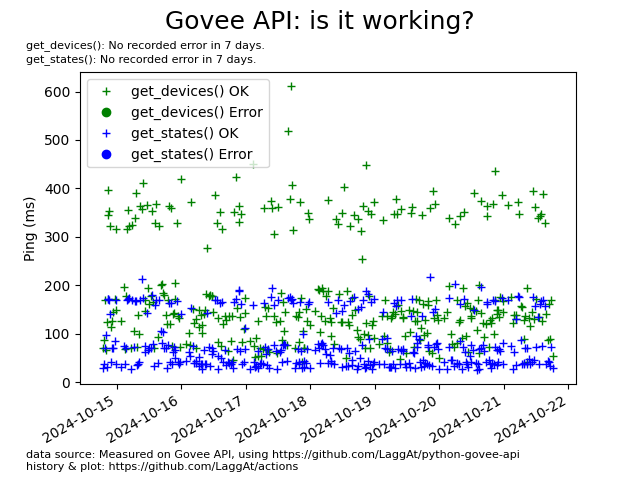 Govee API: is it working?
get_devices(): No recorded error in 7 days.
get_states(): No recorded error in 7 days.
get_devices() OK
get_devices() Error
get_states() OK
get_states() Error
Ping (ms)
600
500
400
300
200
100
0
2024-10-15
2024-10-16
2024-10-17
2024-10-18
2024-10-19
2024-10-20
2024-10-21
2024-10-22
data source: Measured on Govee API, using https://github.com/LaggAt/python-govee-api
history & plot: https://github.com/LaggAt/actions